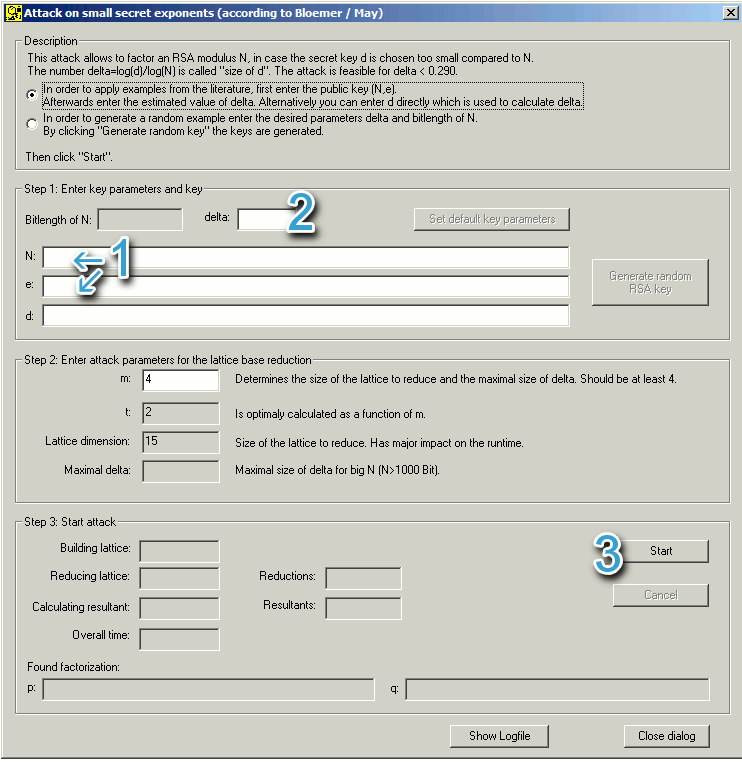 Attack on small secret exponents (according to Bloemer / May)
Description
This attack allows to factor an RSA modulus N, in case the secret key d is chosen too small compared to N.
The number delta=log(d)/log(N) is called "size of d". The attack is feasible for delta < 0.290.
In order to apply examples from the literature, first enter the public key (N,e).
Afterwards enter the estimated value of delta. Alternatively you can enter d directly which is used to calculate delta.
In order to generate a random example enter the desired parameters delta and bitlength of N.
By clicking "Generate random key" the keys are generated.
Then click "Start".
Step 1: Enter key parameters and key
Bitlength of N: delta: 2 Set default key parameters
N: 1
e: Generate random RSA key
d:
Step 2: Enter attack parameters for the lattice base reduction
m: 4 Determines the size of the lattice to reduce and the maximal size of delta. Should be at least 4.
t: 2 Is optimaly calculated as a function of m.
Lattice dimension: 15 Size of the lattice to reduce. Has major impact on the runtime.
Maximal delta: Maximal size of delta for big N (N>1000 Bit).
Step 3: Start attack
Building lattice: 3 Start
Reducing lattice: Reductions:
Cancel
Calculating resultant: Resultants:
Overall time:
Found factorization:
p: q:
Show Logfile Close dialog